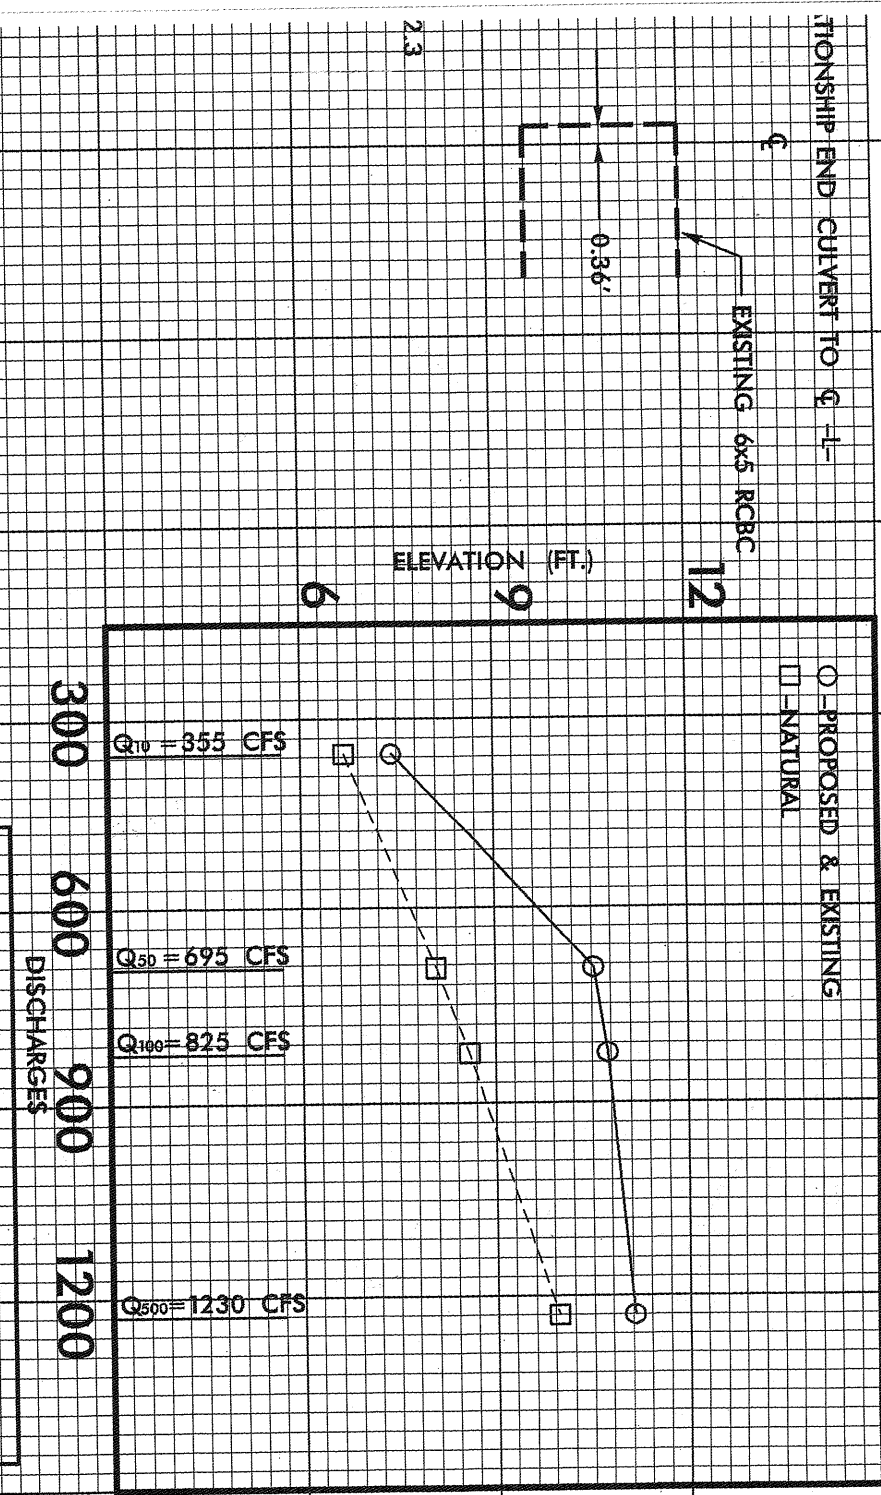 TIONSHIP END CULVERT TO ℄ -L-
℄
EXISTING 6x5 RCBC
0.36'
2.3
○ -PROPOSED & EXISTING
□ -NATURAL
ELEVATION (FT.)
12
9
6
Q10 = 355 CFS
Q50 = 695 CFS
Q100 = 825 CFS
Q500 = 1230 CFS
300 600 900 1200
DISCHARGES